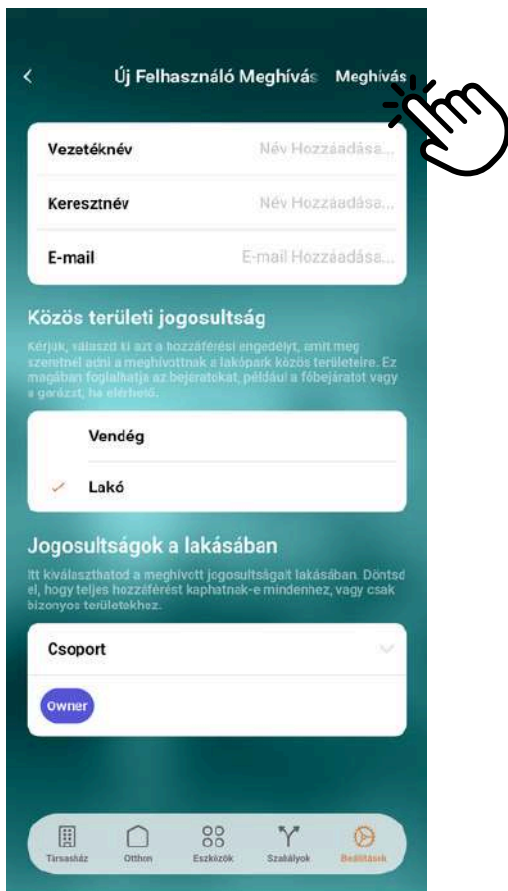 Új Felhasználó Meghívás Meghívás
Vezetéknév Név Hozzáadása...
Keresztnév Név Hozzáadása...
E-mail E-mail Hozzáadása...
Közös területi jogosultság
Kérjük, válaszd ki azt a hozzáférési engedélyt, amit meg
szeretnél adni a meghívottnak a lakópark közös területeire. Ez
magában foglalhatja az bejáratokat, például a főbejáratot vagy
a garázst, ha elérhető.
Vendég
Lakó
Jogosultságok a lakásában
Itt kiválaszthatod a meghívott jogosultságait lakásában. Döntsd
el, hogy teljes hozzáférést kaphatnak-e mindenhez, vagy csak
bizonyos területekhez.
Csoport
Owner
Társasház Otthon Eszközök Szabályok Beállítások